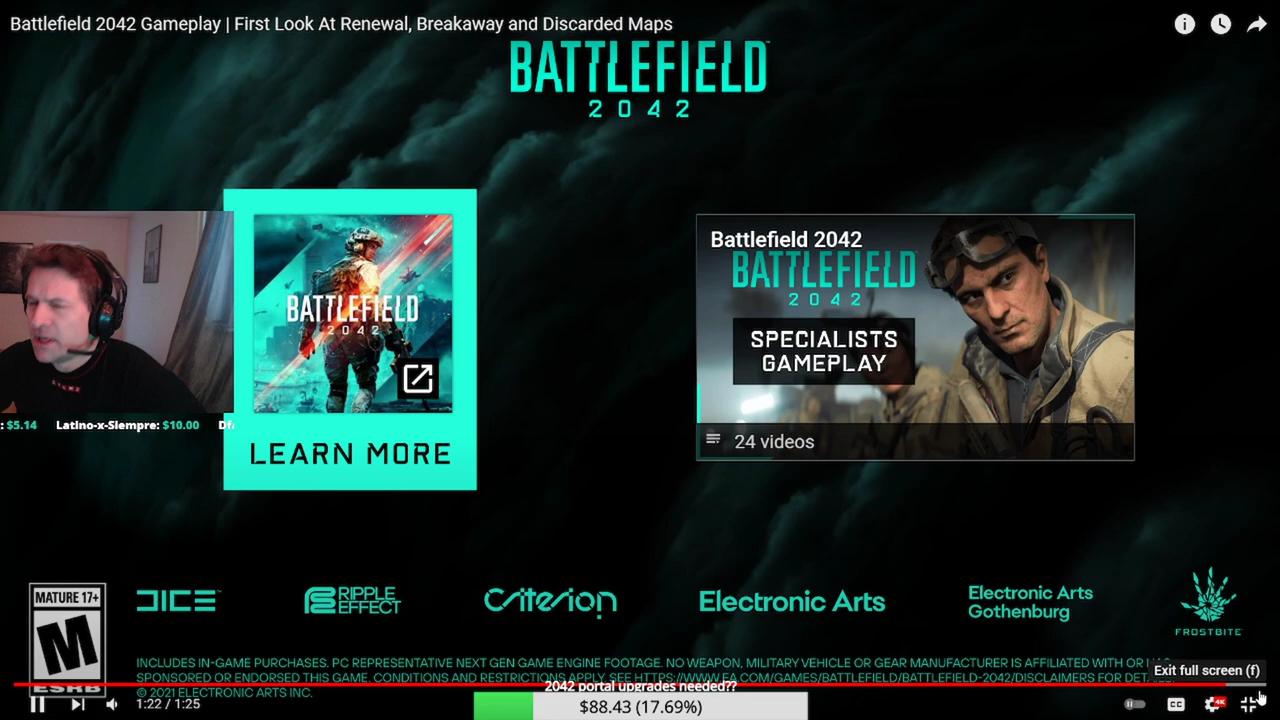 Battlefield 2042 Gameplay | First Look At Renewal, Breakaway and Discarded Maps
BATTLEFIELD
2042
BATTLEFIELD
2042
LEARN MORE
Battlefield 2042
BATTLEFIELD
2042
SPECIALISTS
GAMEPLAY
24 videos
: $5.14 Latino-x-Siempre: $10.00
MATURE 17+
M
ESRB
DICE
RIPPLE
EFFECT
Criterion
Electronic Arts
Electronic Arts
Gothenburg
FROSTBITE
INCLUDES IN-GAME PURCHASES. PC REPRESENTATIVE NEXT GEN GAME ENGINE FOOTAGE. NO WEAPON, MILITARY VEHICLE OR GEAR MANUFACTURER IS AFFILIATED WITH OR
SPONSORED OR ENDORSED THIS GAME. CONDITIONS AND RESTRICTIONS APPLY. SEE HTTPS://WWW.EA.COM/GAMES/BATTLEFIELD/BATTLEFIELD-2042/DISCLAIMERS FOR
© 2021 ELECTRONIC ARTS INC.
Exit full screen (f)
2042 portal upgrades needed??
$88.43 (17.69%)
1:22 / 1:25
CC
4K